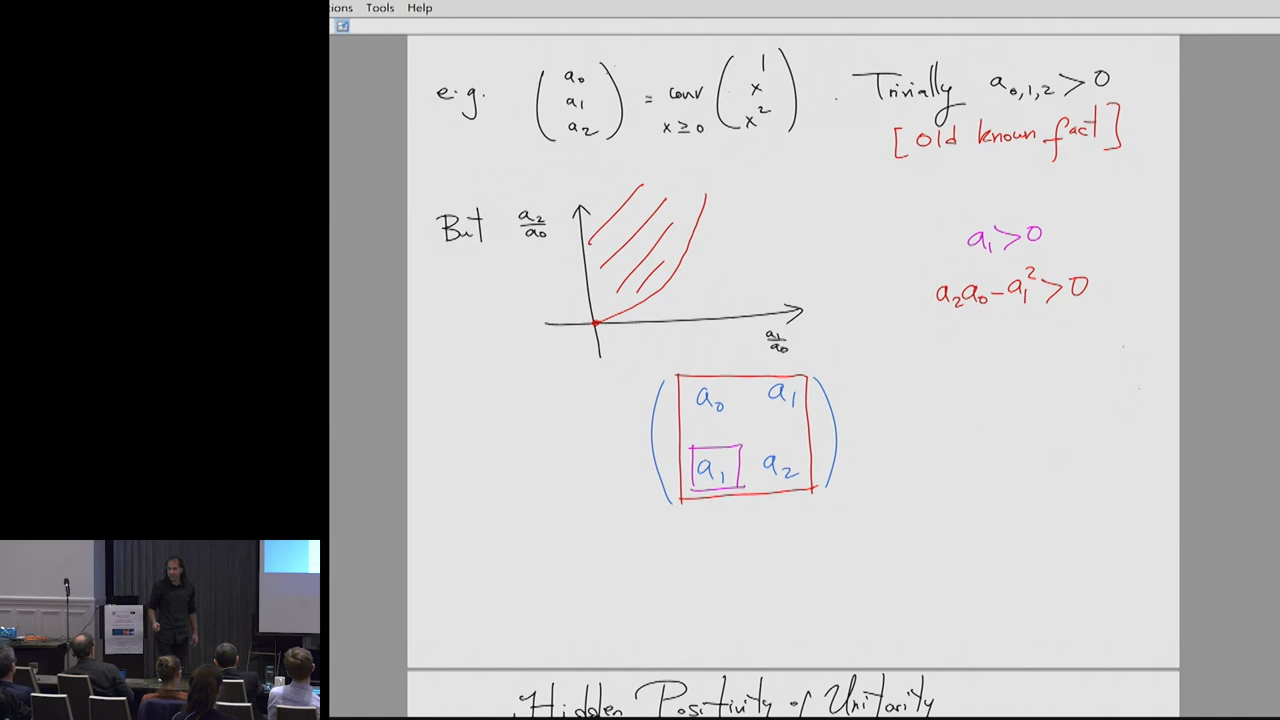 tions Tools Help
e.g. (a₀ a₁ a₂) = conv x ≥ 0 (1 x x²) . Trivially a₀,₁,₂ > 0
[Old known fact]
But a₂/a₀
a₁ > 0
a₂a₀ - a₁² > 0
a₁/a₀
a₀ a₁
a₁ a₂
Hidden Positivity of Unitarity